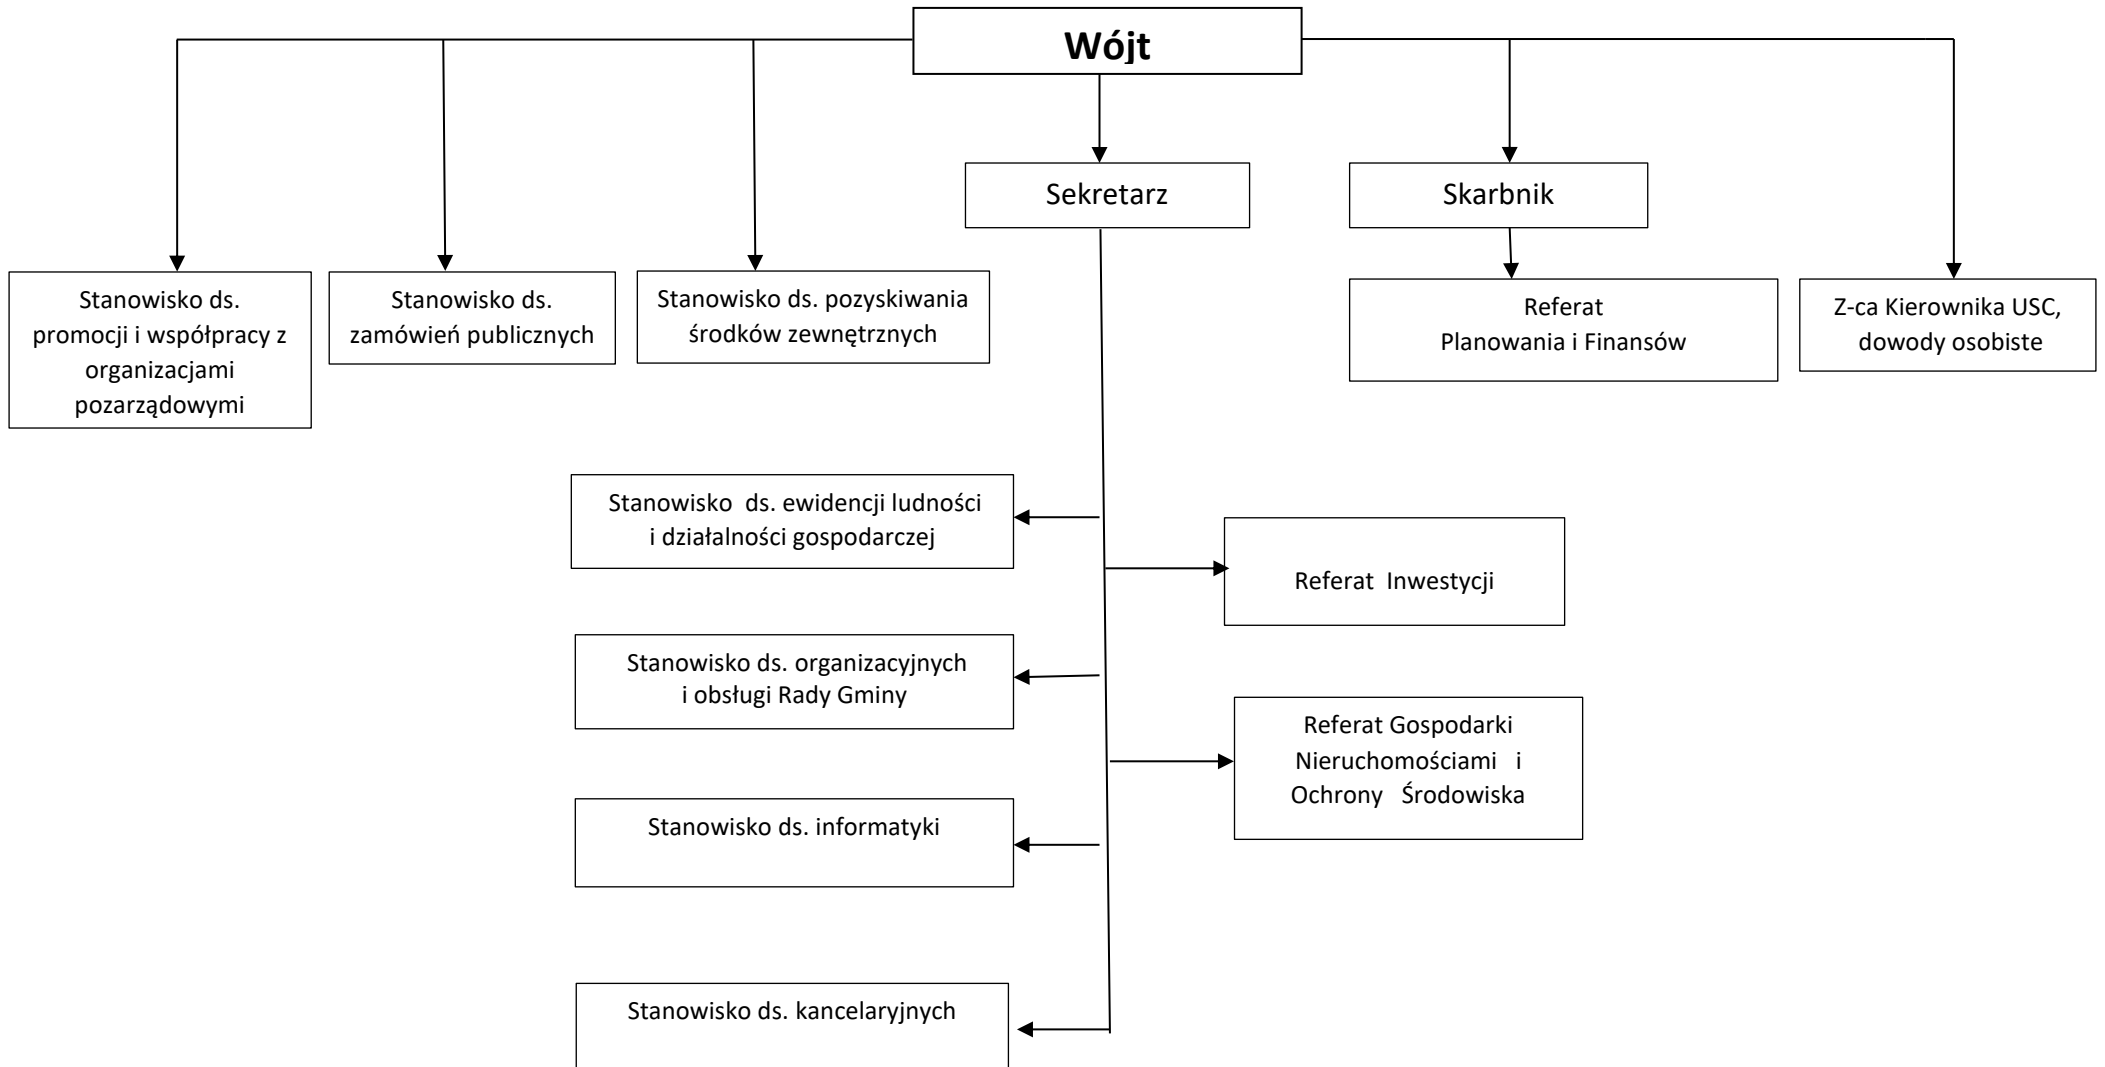 Wójt
Sekretarz
Skarbnik
Stanowisko ds.
promocji i współpracy z
organizacjami
pozarządowymi
Stanowisko ds.
zamówień publicznych
Stanowisko ds. pozyskiwania
środków zewnętrznych
Referat
Planowania i Finansów
Z-ca Kierownika USC,
dowody osobiste
Stanowisko ds. ewidencji ludności
i działalności gospodarczej
Referat Inwestycji
Stanowisko ds. organizacyjnych
i obsługi Rady Gminy
Referat Gospodarki
Nieruchomościami i
Ochrony Środowiska
Stanowisko ds. informatyki
Stanowisko ds. kancelaryjnych